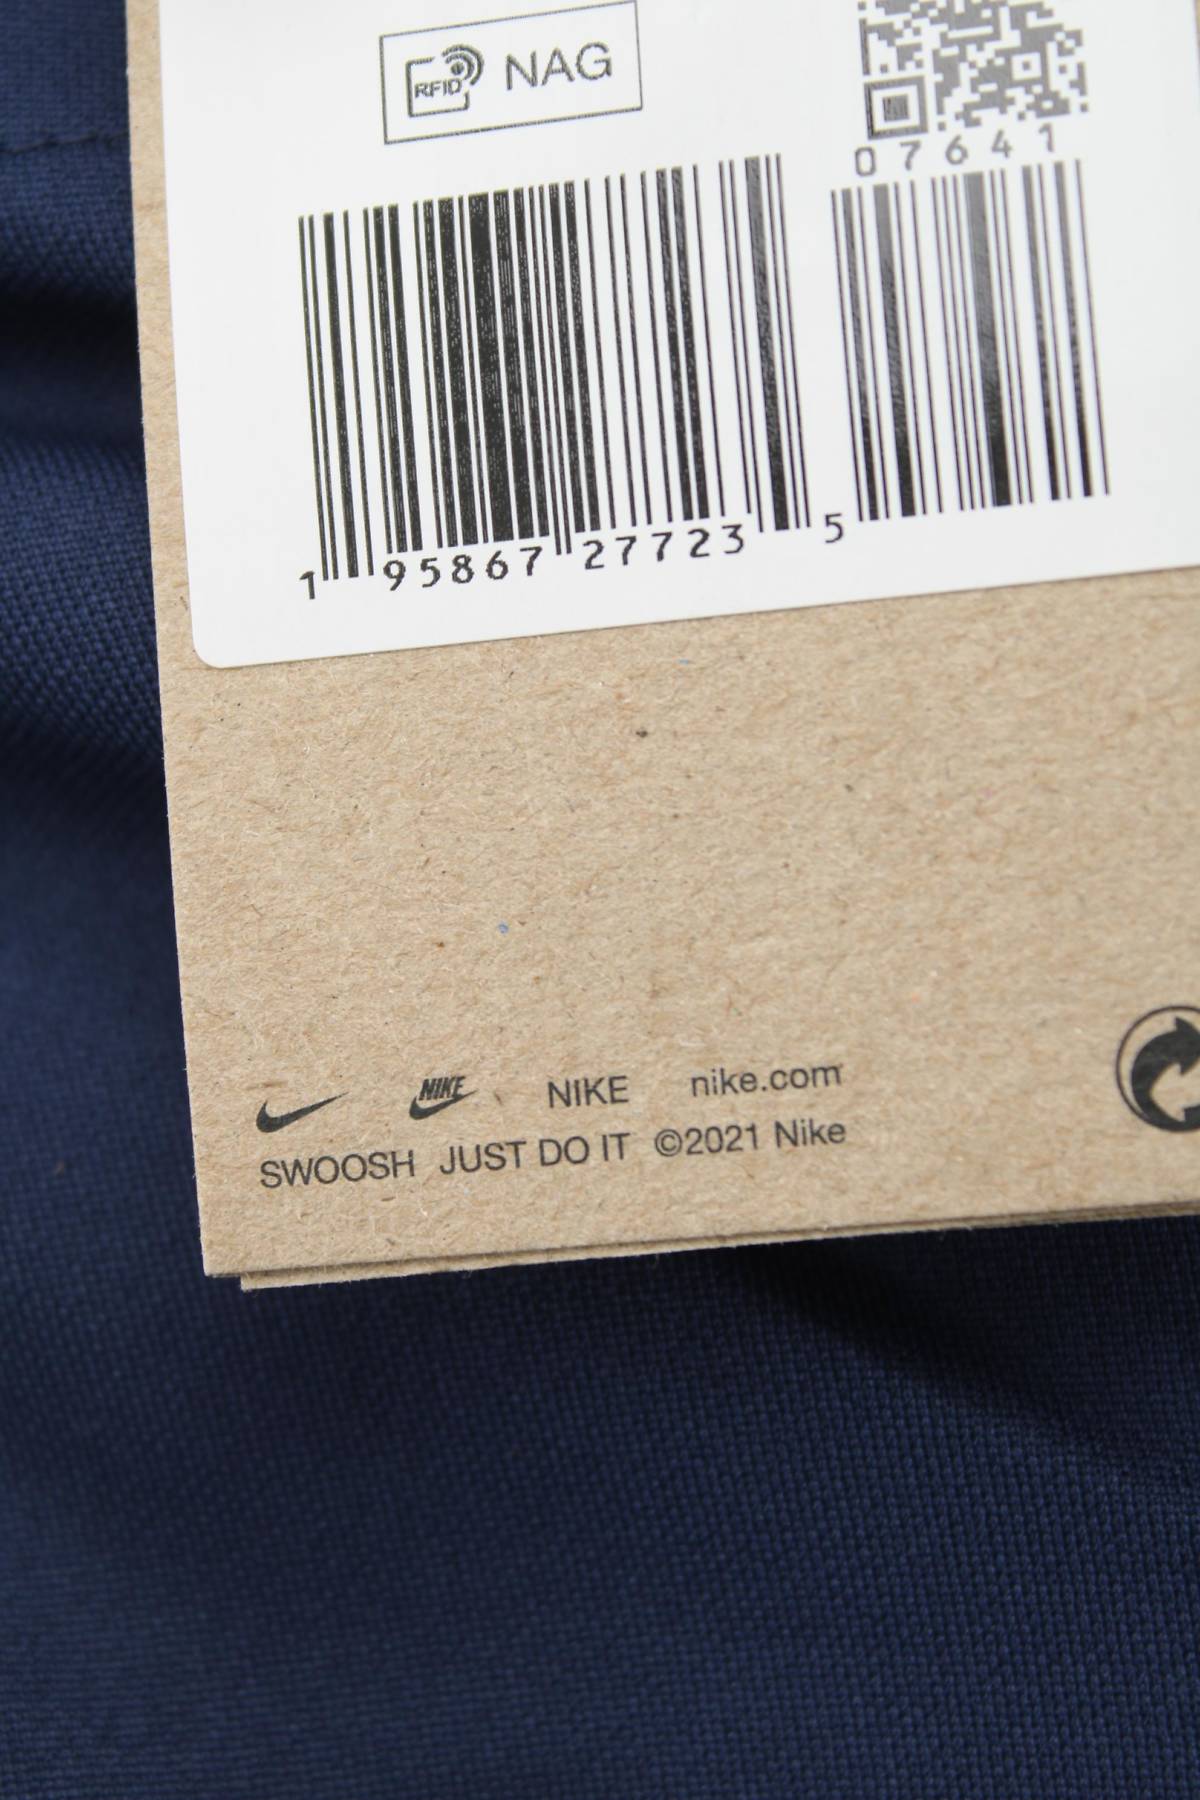 RFID NAG
07641
1 95867 27723 5
NIKE NIKE nike.com
SWOOSH JUST DO IT ©2021 Nike